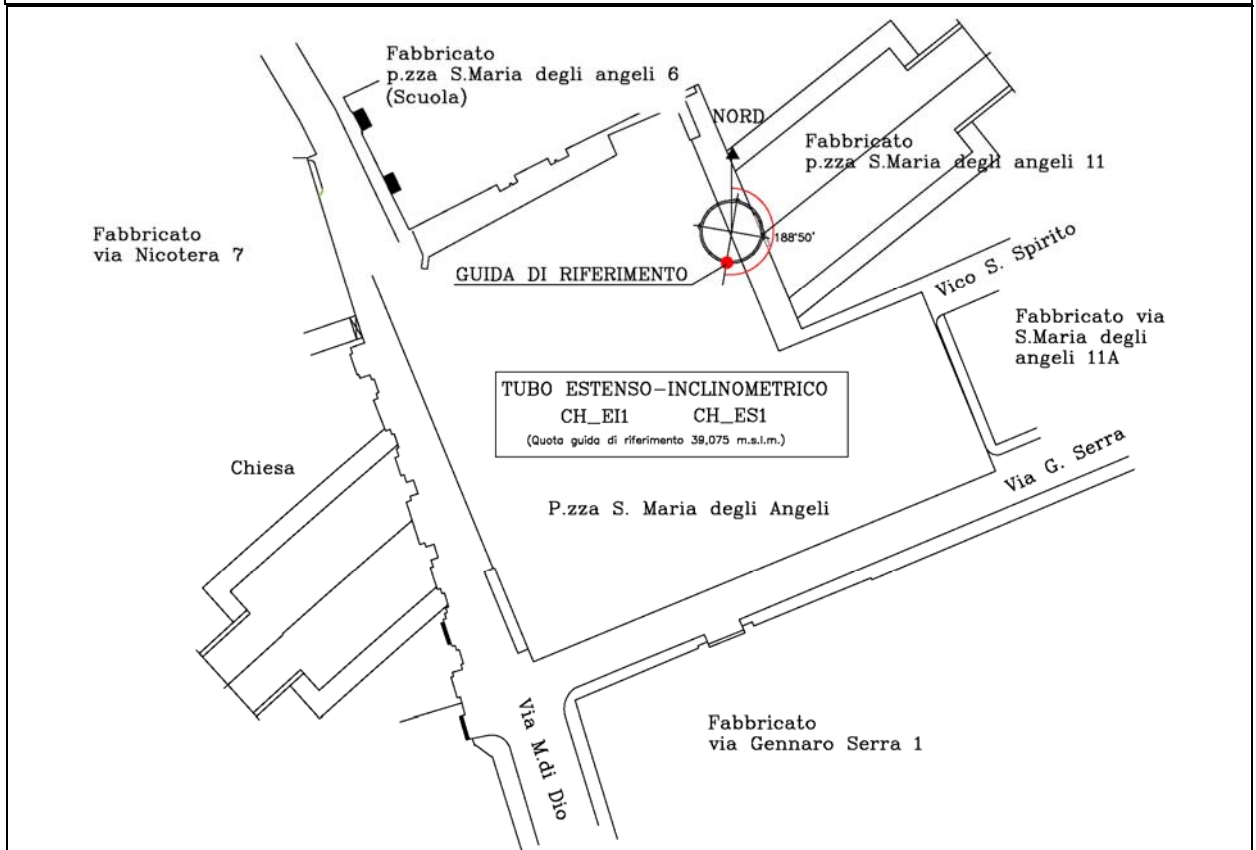 Fabbricato
p.zza S.Maria degli angeli 6
(Scuola)
NORD
Fabbricato
p.zza S.Maria degli angeli 11
Fabbricato
via Nicotera 7
188°50'
GUIDA DI RIFERIMENTO
Vico S. Spirito
Fabbricato via
S.Maria degli
angeli 11A
TUBO ESTENSO-INCLINOMETRICO
CH_EI1 CH_ES1
(Quota guida di riferimento 39,075 m.s.l.m.)
Chiesa
Via G. Serra
P.zza S. Maria degli Angeli
Via M.di Dio
Fabbricato
via Gennaro Serra 1